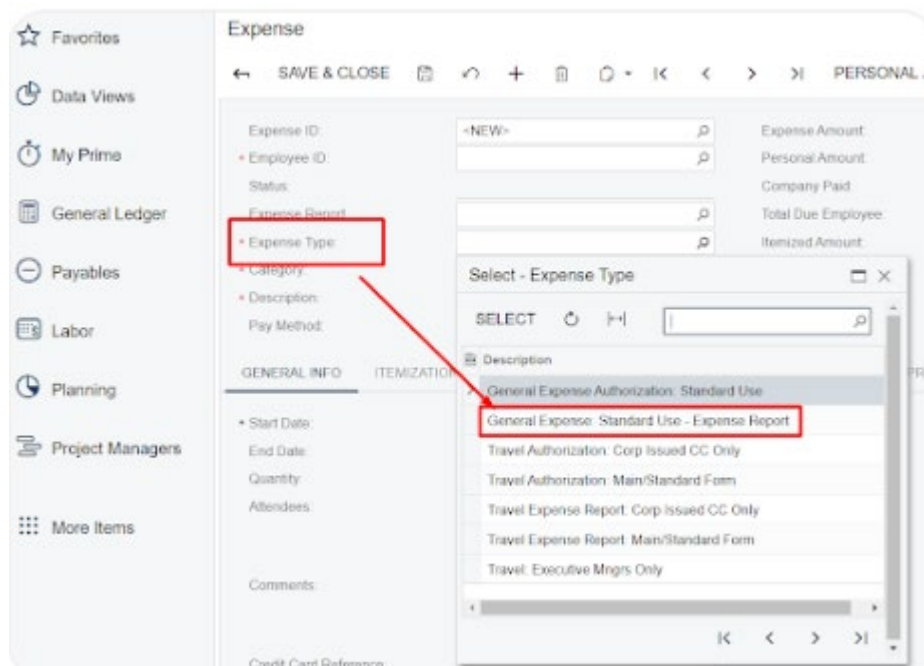 Favorites
Data Views
My Prime
General Ledger
Payables
Labor
Planning
Project Managers
More Items
Expense
SAVE & CLOSE
PERSONAL
Expense ID:
<NEW>
Expense Amount:
Employee ID:
Personal Amount:
Status:
Company Paid
Expense Report
Total Due Employee
Expense Type:
Itemized Amount:
Category:
Description:
Pay Method:
GENERAL INFO
ITEMIZATION
PR
Start Date:
End Date
Quantity
Attendees
Comments:
Credit Card Reference
Select - Expense Type
SELECT
Description
General Expense Authorization: Standard Use
General Expense: Standard Use - Expense Report
Travel Authorization: Corp Issued CC Only
Travel Authorization: Main/Standard Form
Travel Expense Report: Corp Issued CC Only
Travel Expense Report: Main/Standard Form
Travel: Executive Mngrs Only